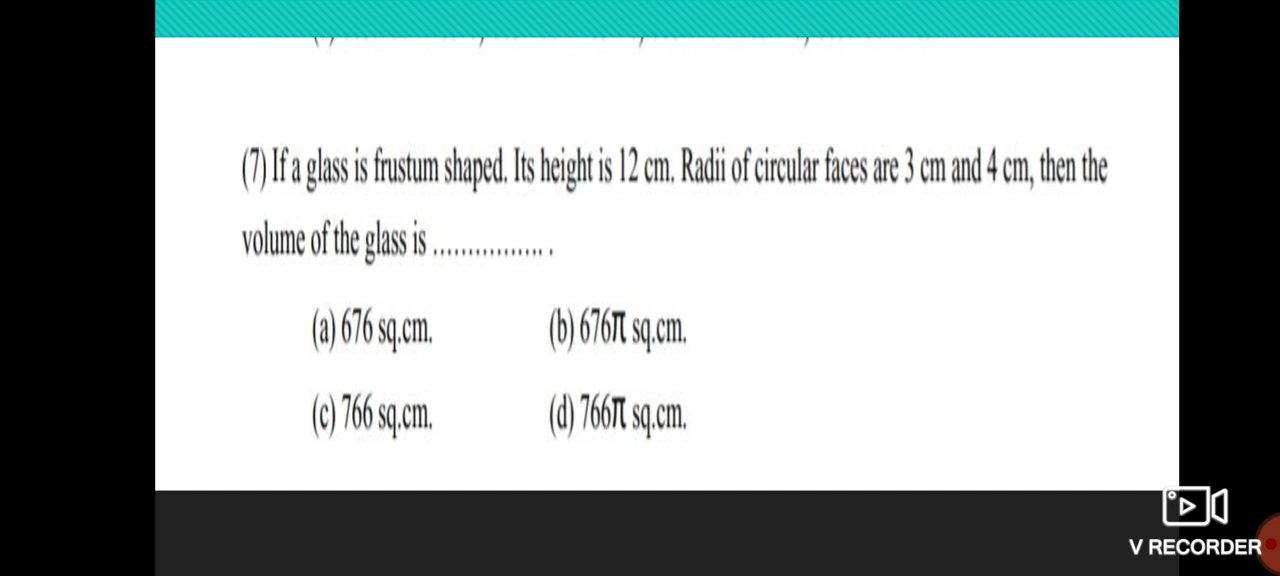 (7) If a glass is frustum shaped. Its height is 12 cm. Radii of circular faces are 3 cm and 4 cm, then the
volume of the glass is ................ .
(a) 676 sq.cm. (b) 676π sq.cm.
(c) 766 sq.cm. (d) 766π sq.cm.
V RECORDER